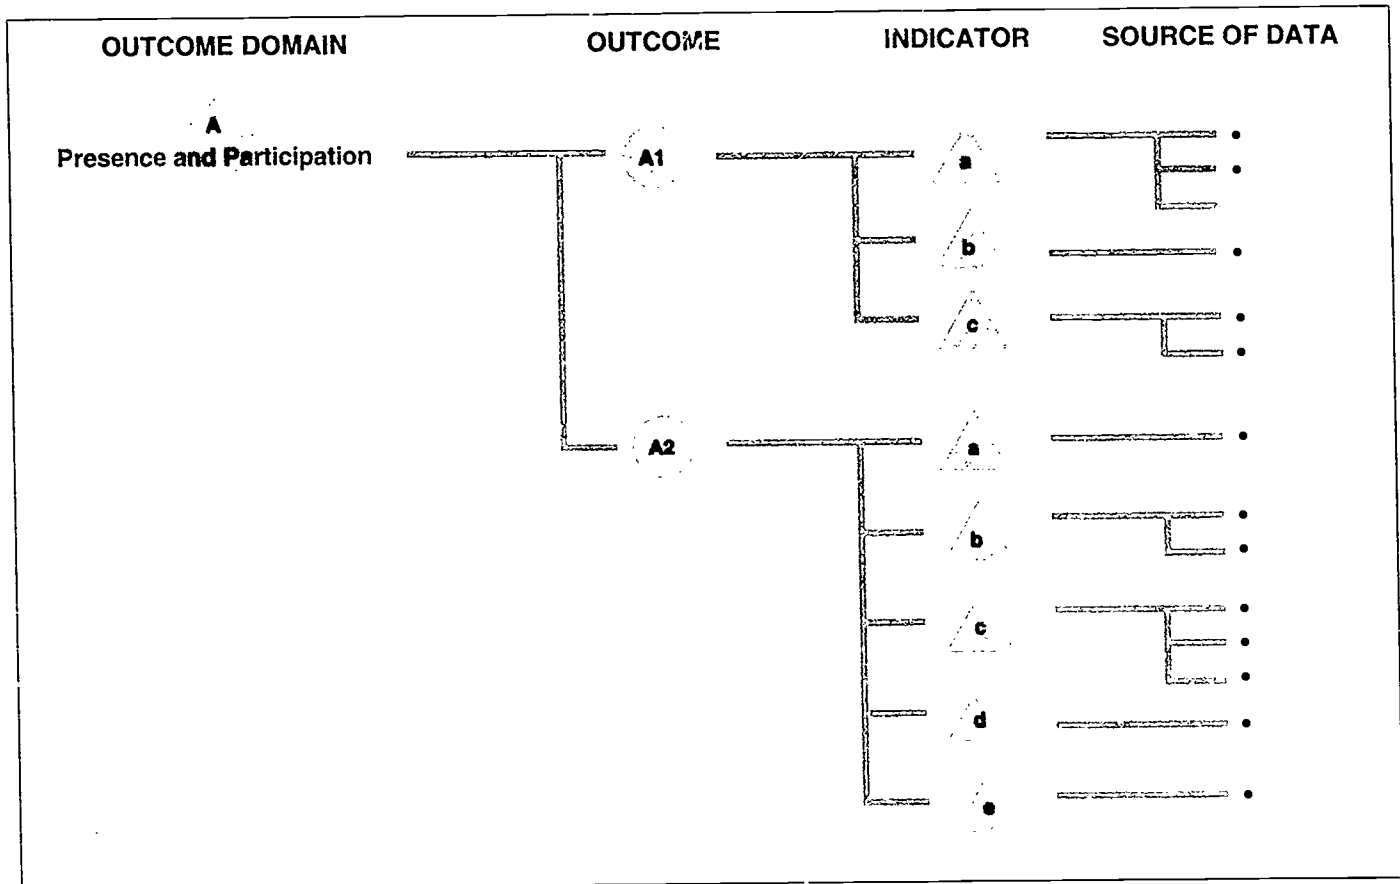 OUTCOME DOMAIN OUTCOME INDICATOR SOURCE OF DATA
A
Presence and Participation
A1
a
b
c
A2
a
b
c
d
e